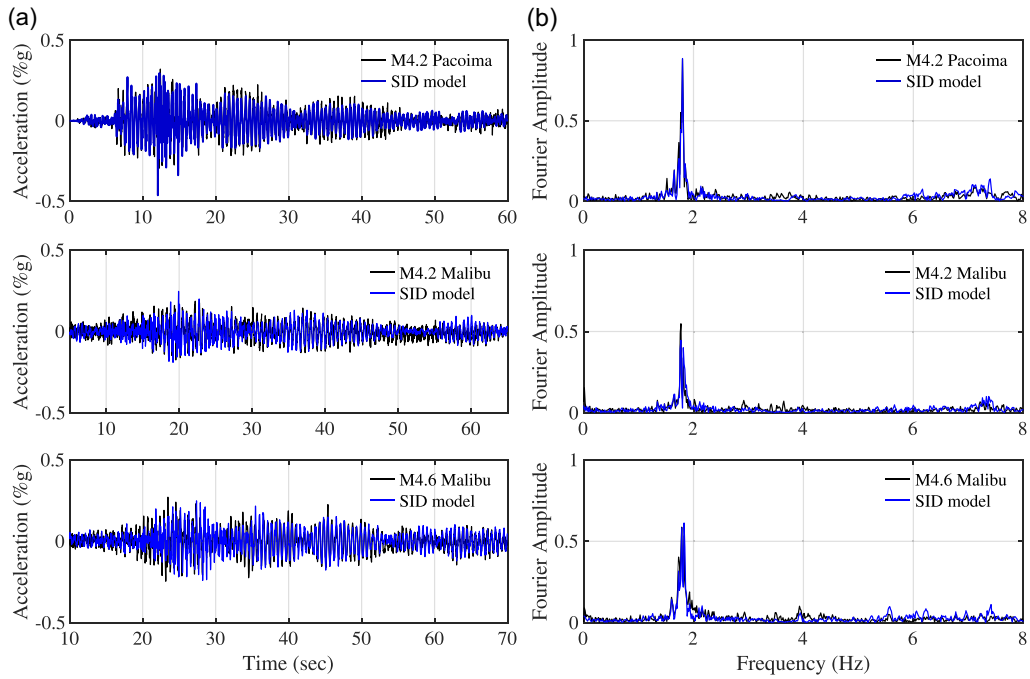 (a)
Acceleration (%g)
0.5
0
-0.5
M4.2 Pacoima
SID model
0 10 20 30 40 50 60
Acceleration (%g)
0.5
0
-0.5
M4.2 Malibu
SID model
10 20 30 40 50 60
Acceleration (%g)
0.5
0
-0.5
M4.6 Malibu
SID model
10 20 30 40 50 60 70
Time (sec)
(b)
Fourier Amplitude
1
0.5
0
M4.2 Pacoima
SID model
0 2 4 6 8
Fourier Amplitude
1
0.5
0
M4.2 Malibu
SID model
0 2 4 6 8
Fourier Amplitude
1
0.5
0
M4.6 Malibu
SID model
0 2 4 6 8
Frequency (Hz)